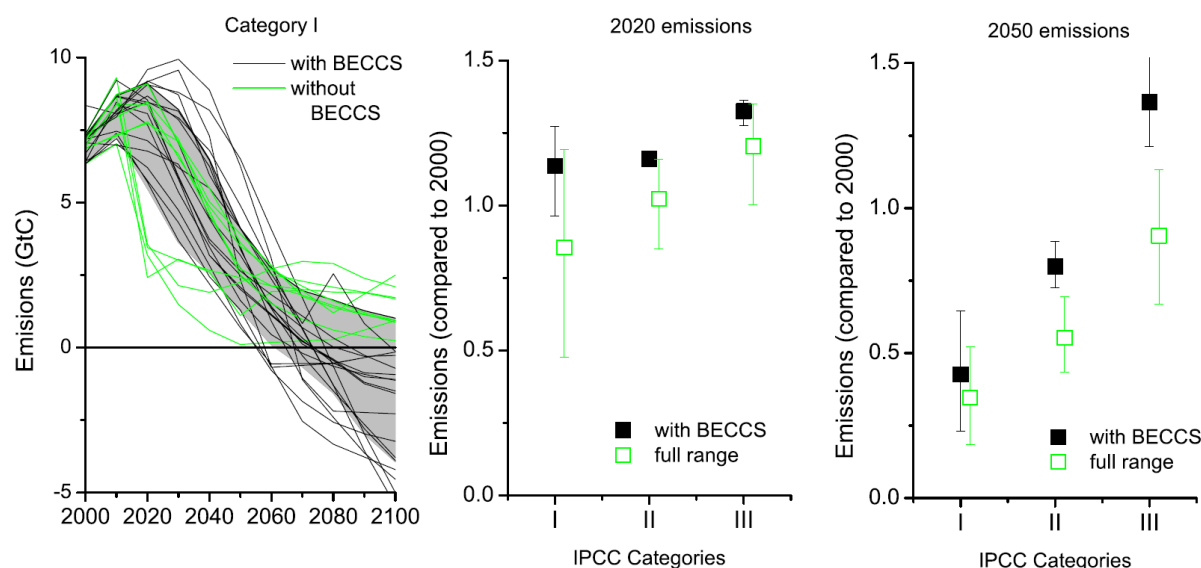 Category I
with BECCS
without
BECCS
Emisions (GtC)
10
5
0
-5
2000 2020 2040 2060 2080 2100
2020 emissions
Emissions (compared to 2000)
1.5
1.0
0.5
0.0
with BECCS
full range
I II III
IPCC Categories
2050 emissions
Emissions (compared to 2000)
1.5
1.0
0.5
0.0
with BECCS
full range
I II III
IPCC Categories